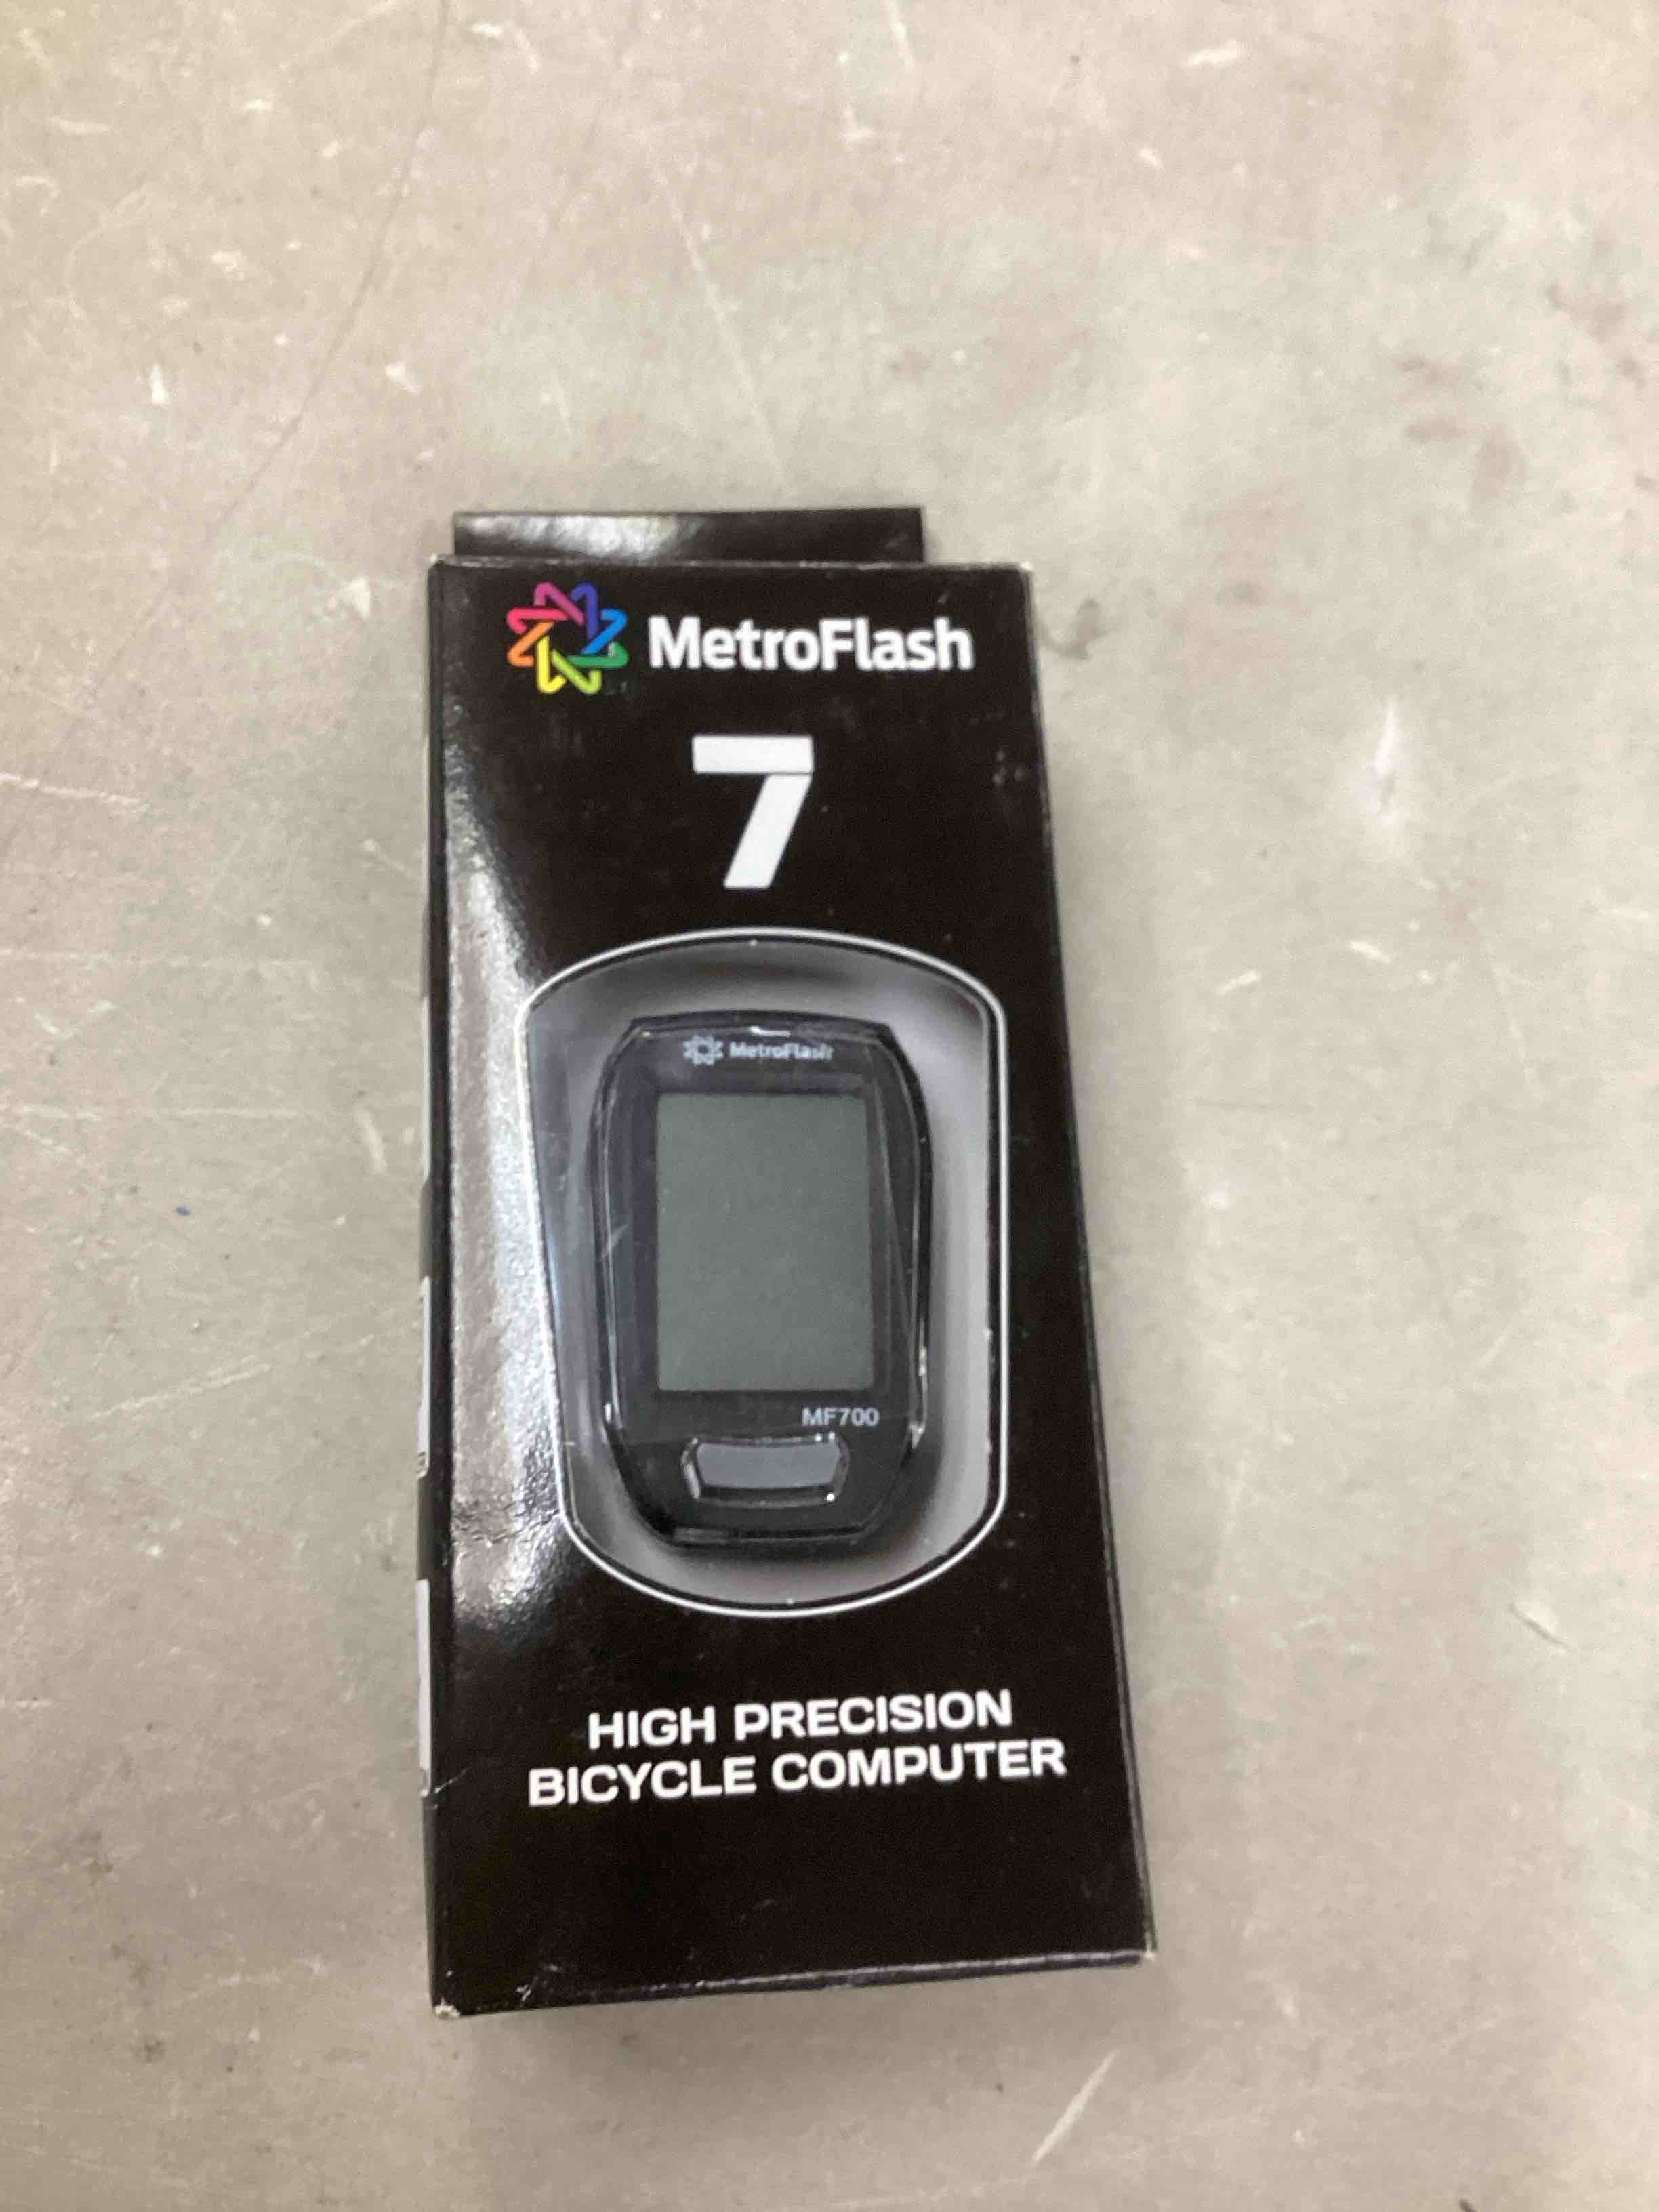 MetroFlash
7
MetroFlash
MF700
HIGH PRECISION
BICYCLE COMPUTER